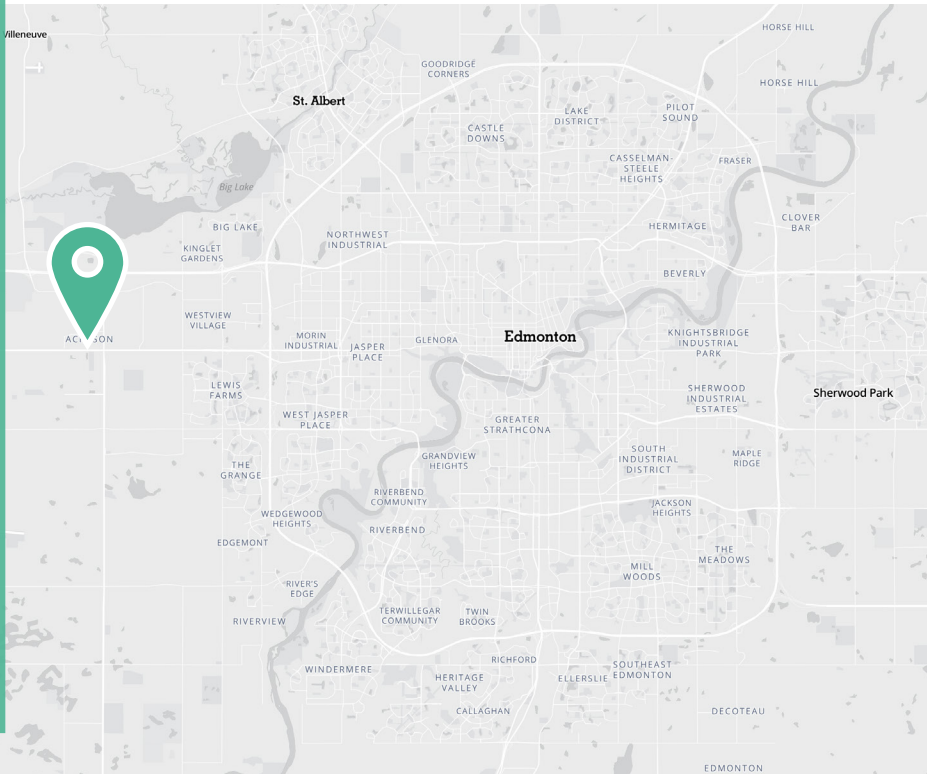 HORSE HILL
Villeneuve
GOODRIDGE
CORNERS
HORSE HILL
St. Albert
LAKE
DISTRICT
PILOT
SOUND
CASTLE
DOWNS
CASSELMAN-
STEELE
HEIGHTS
FRASER
Big Lake
BIG LAKE
NORTHWEST
INDUSTRIAL
HERMITAGE
CLOVER
BAR
KINGLET
GARDENS
BEVERLY
WESTVIEW
VILLAGE
MORIN
INDUSTRIAL
JASPER
PLACE
GLENORA
Edmonton
KNIGHTSBRIDGE
INDUSTRIAL
PARK
LEWIS
FARMS
SHERWOOD
INDUSTRIAL
ESTATES
Sherwood Park
WEST JASPER
PLACE
GREATER
STRATHCONA
THE
GRANGE
GRANDVIEW
HEIGHTS
SOUTH
INDUSTRIAL
DISTRICT
MAPLE
RIDGE
RIVERBEND
COMMUNITY
WEDGEWOOD
HEIGHTS
JACKSON
HEIGHTS
RIVERBEND
EDGEMONT
THE
MEADOWS
MILL
WOODS
RIVER'S
EDGE
TERWILLEGAR
COMMUNITY
TWIN
BROOKS
RIVERVIEW
WINDERMERE
RICHFORD
HERITAGE
VALLEY
ELLERSLIE
SOUTHEAST
EDMONTON
CALLAGHAN
DECOTEAU
EDMONTON